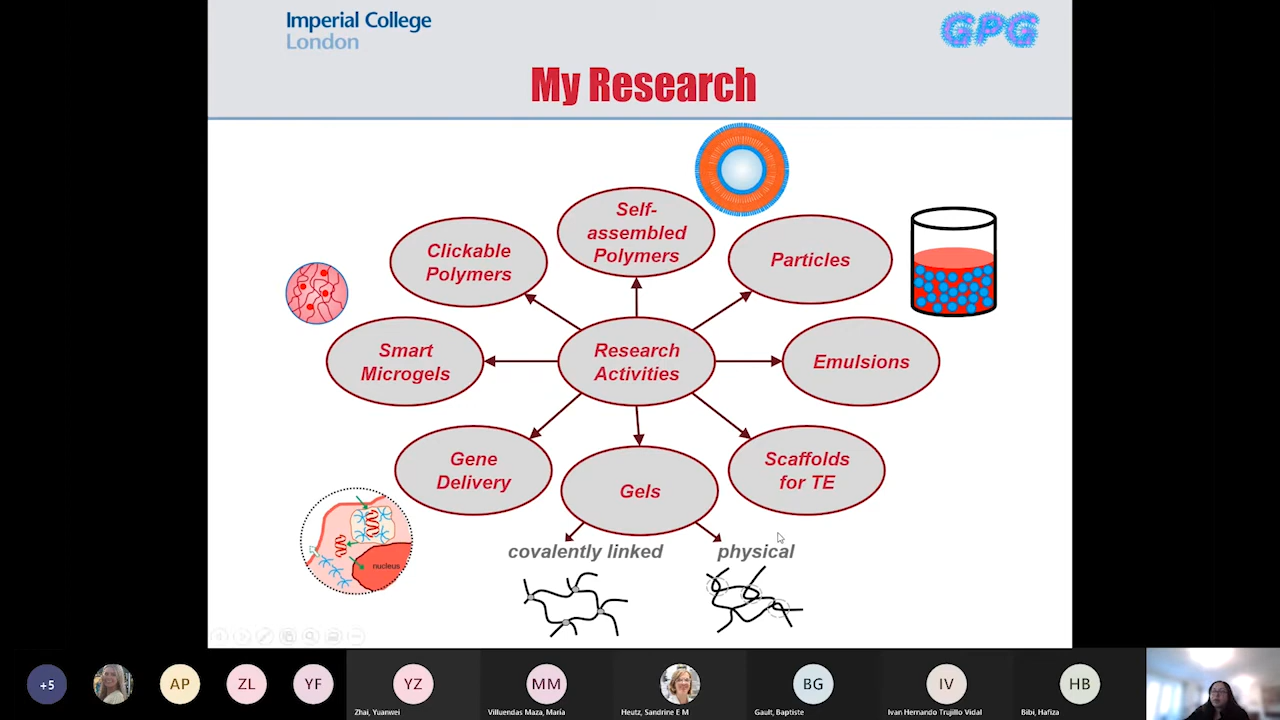 Imperial College
London
GPG
My Research
Self-
assembled
Polymers
Clickable
Polymers
Particles
Smart
Microgels
Research
Activities
Emulsions
Gene
Delivery
Gels
Scaffolds
for TE
covalently linked
physical
nucleus
+5
AP
ZL
YF
YZ
MM
BG
IV
HB
Zhai, Yuanwei
Villuendas Maza, Maria
Heutz, Sandrine E M
Gault, Baptiste
Ivan Hernando Trujillo Vidal
Bibi, Hafiza